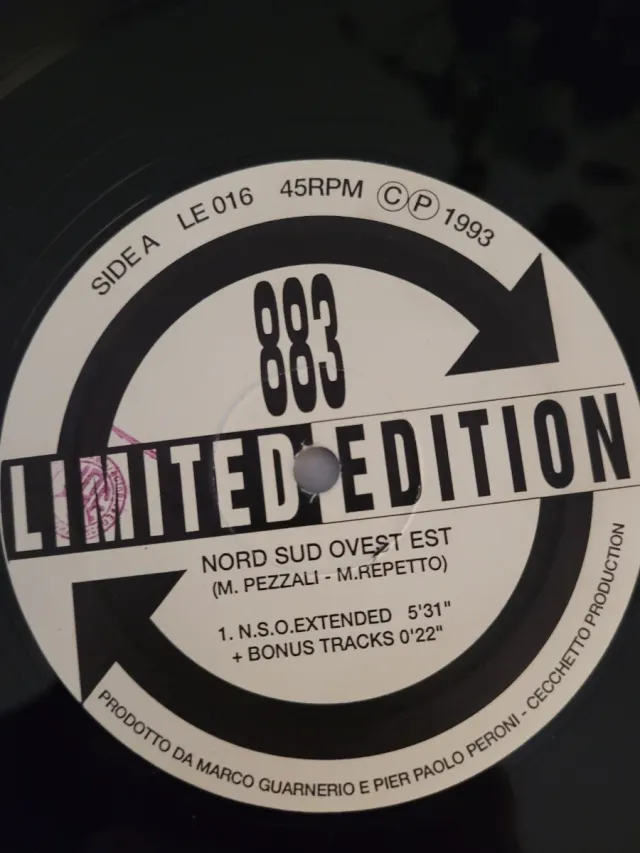 SIDE A LE 016 45RPM Ⓒ Ⓟ 1993
883
LIMITED EDITION
NORD SUD OVEST EST
(M. PEZZALI - M.REPETTO)
1. N.S.O.EXTENDED 5'31"
+ BONUS TRACKS 0'22"
PRODOTTO DA MARCO GUARNERIO E PIER PAOLO PERONI - CECCHETTO PRODUCTION